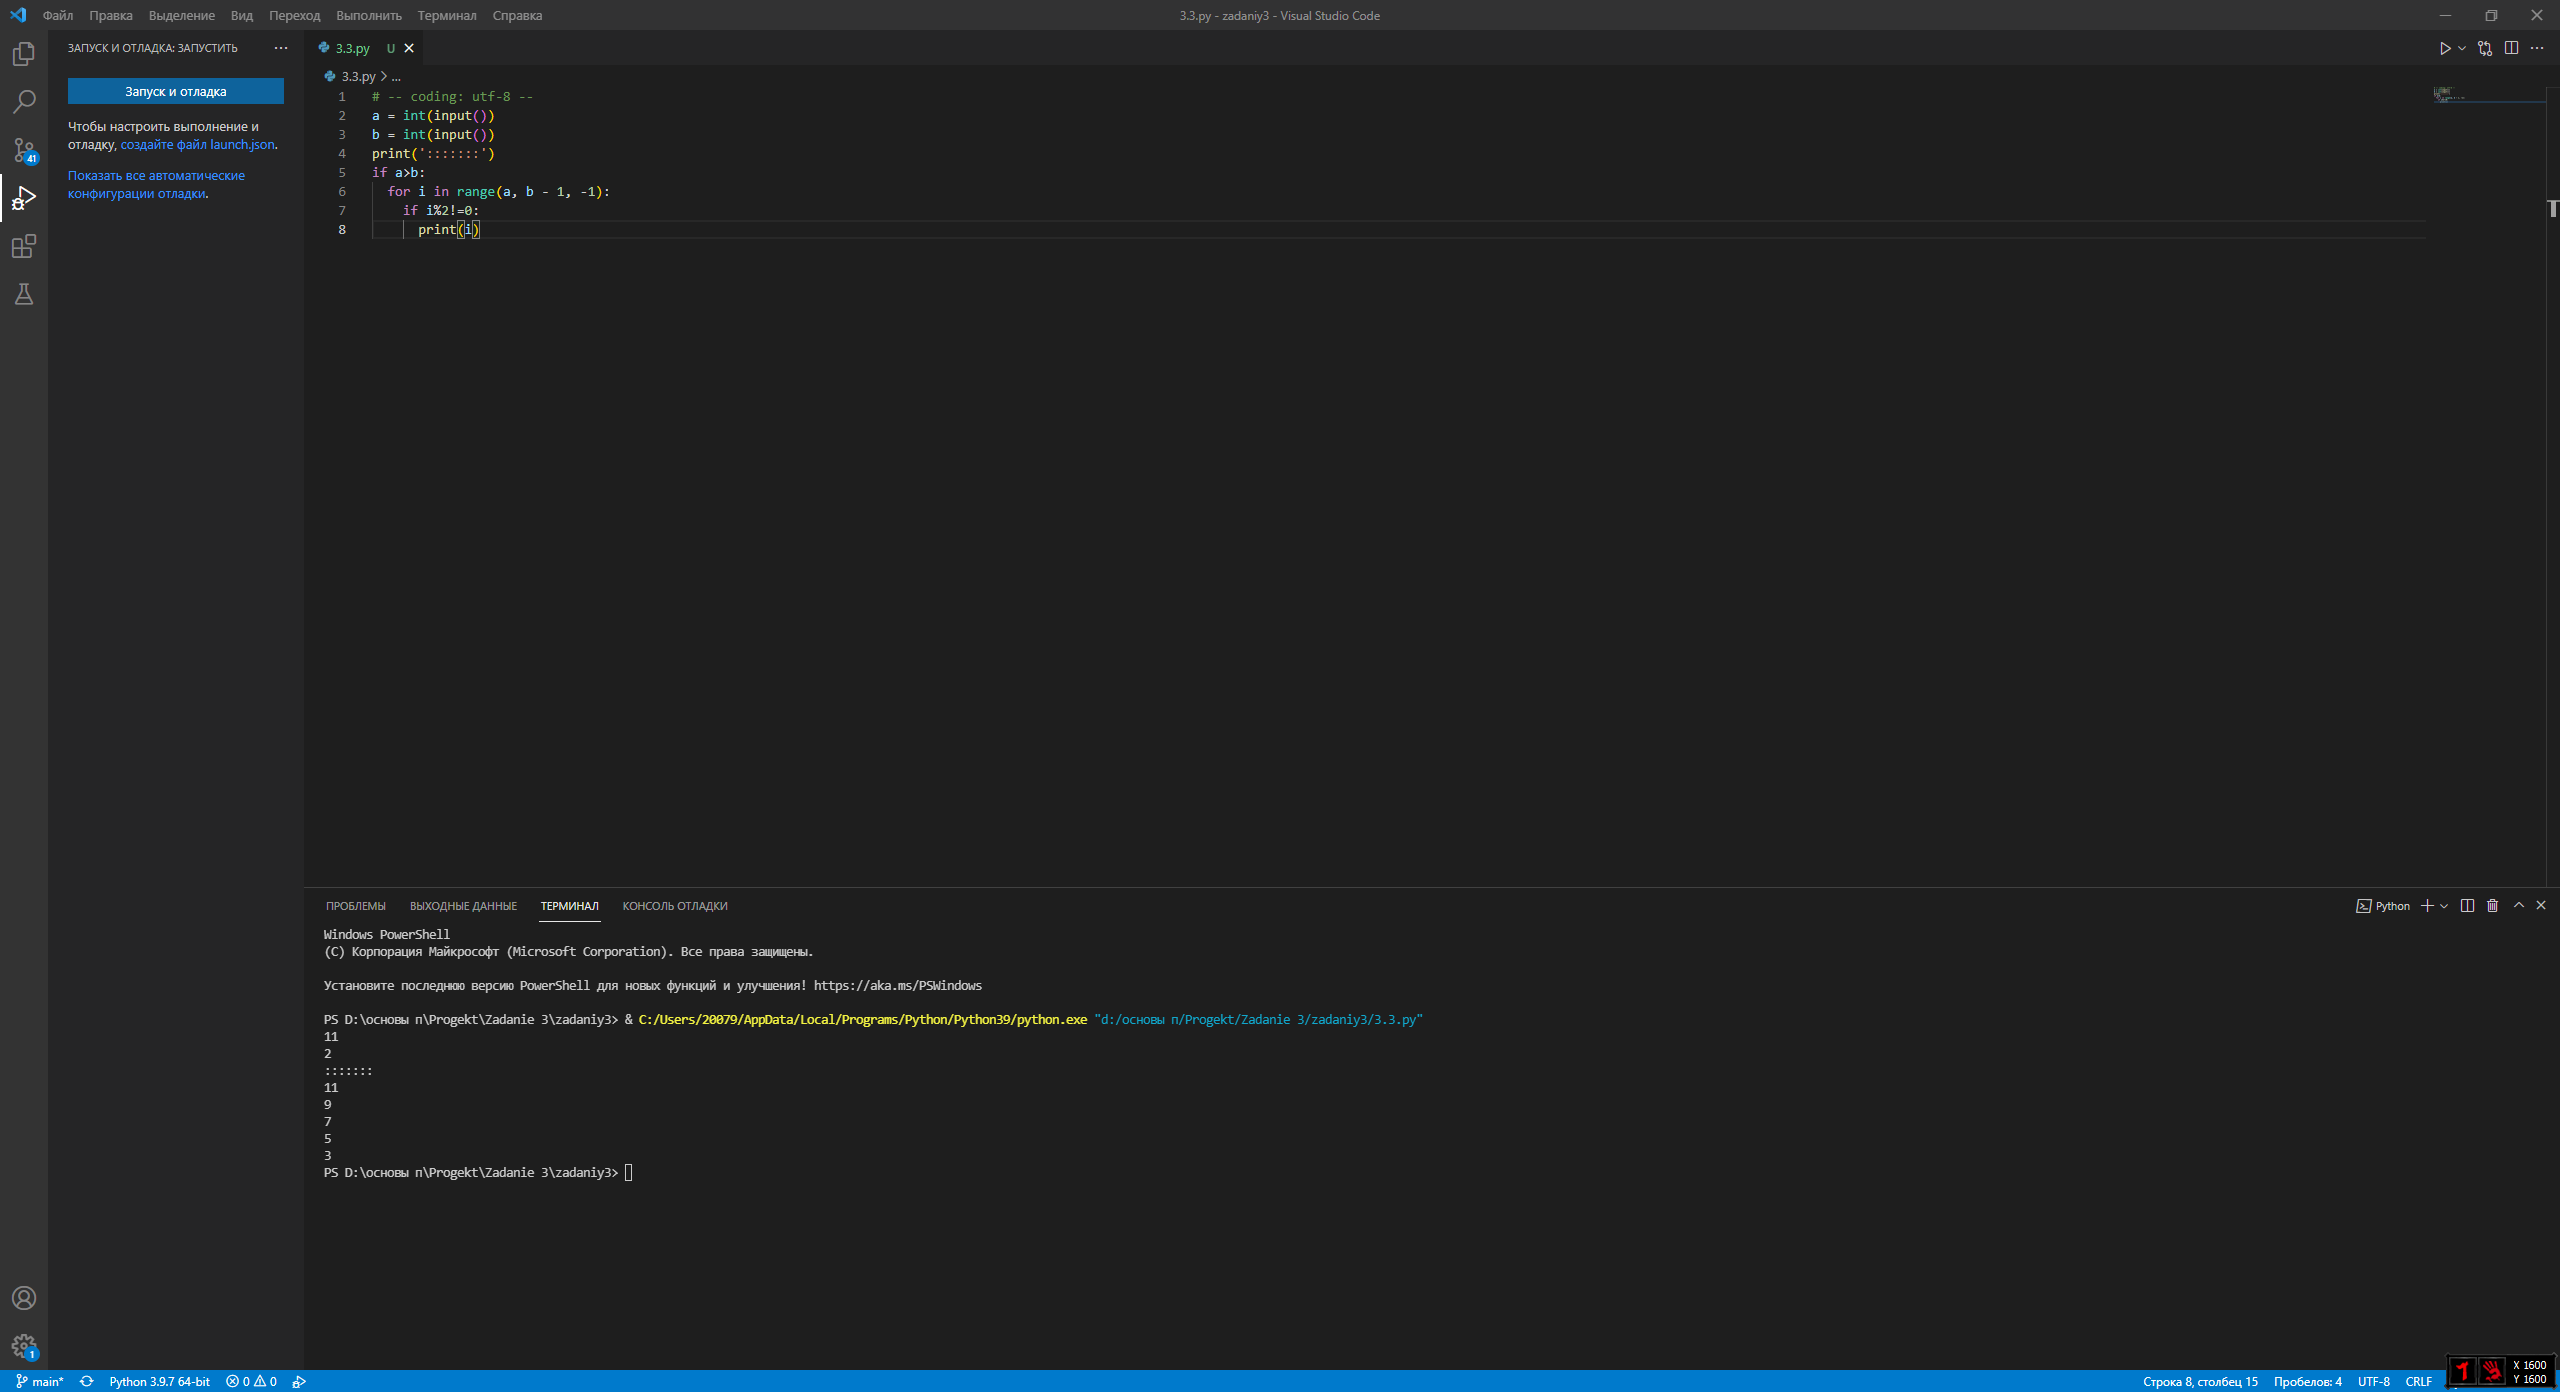 Файл Правка Выделение Вид Переход Выполнить Терминал Справка
3.3.py - zadaniy3 - Visual Studio Code
ЗАПУСК И ОТЛАДКА: ЗАПУСТИТЬ
3.3.py U
Запуск и отладка
Чтобы настроить выполнение и
отладку, создайте файл launch.json.
Показать все автоматические
конфигурации отладки.
41
3.3.py > ...
1 # -- coding: utf-8 --
2 a = int(input())
3 b = int(input())
4 print(':::::::')
5 if a>b:
6 for i in range(a, b - 1, -1):
7 if i%2!=0:
8 print(i)
ПРОБЛЕМЫ ВЫХОДНЫЕ ДАННЫЕ ТЕРМИНАЛ КОНСОЛЬ ОТЛАДКИ
Python
Windows PowerShell
(C) Корпорация Майкрософт (Microsoft Corporation). Все права защищены.
Установите последнюю версию PowerShell для новых функций и улучшения! https://aka.ms/PSWindows
PS D:\основы п\Progekt\Zadanie 3\zadaniy3> & C:/Users/20079/AppData/Local/Programs/Python/Python39/python.exe "d:/основы п/Progekt/Zadanie 3/zadaniy3/3.3.py"
11
2
:::::::
11
9
7
5
3
PS D:\основы п\Progekt\Zadanie 3\zadaniy3>
1
main* Python 3.9.7 64-bit 0 0
Строка 8, столбец 15 Пробелов: 4 UTF-8 CRLF
X 1600
Y 1600